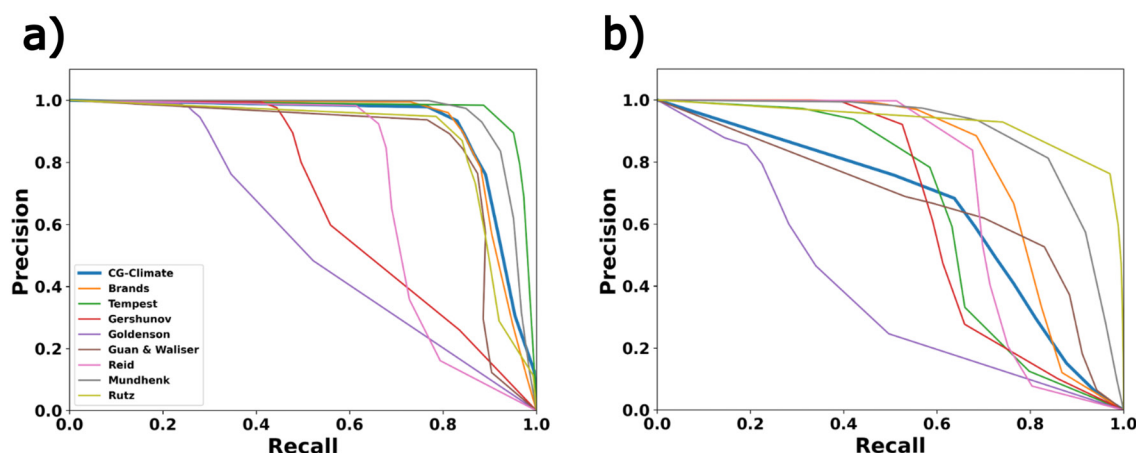 a)
b)
1.0
0.8
0.6
0.4
0.2
0.0
Precision
CG-Climate
Brands
Tempest
Gershunov
Goldenson
Guan & Waliser
Reid
Mundhenk
Rutz
0.0 0.2 0.4 0.6 0.8 1.0
Recall
1.0
0.8
0.6
0.4
0.2
0.0
Precision
0.0 0.2 0.4 0.6 0.8 1.0
Recall